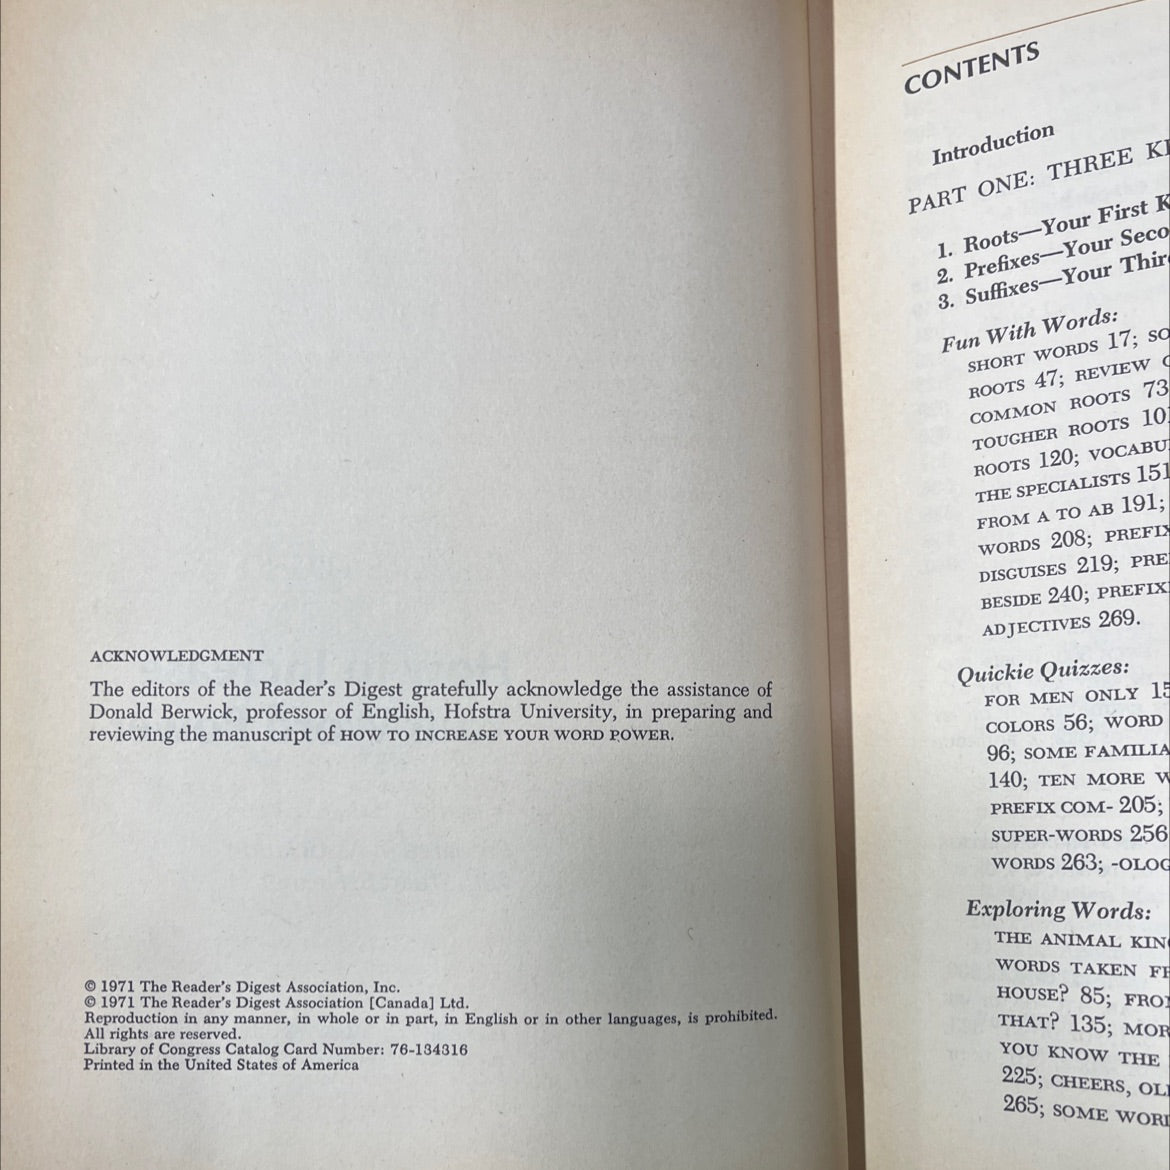 ACKNOWLEDGMENT
The editors of the Reader's Digest gratefully acknowledge the assistance of
Donald Berwick, professor of English, Hofstra University, in preparing and
reviewing the manuscript of HOW TO INCREASE YOUR WORD POWER.
© 1971 The Reader's Digest Association, Inc.
© 1971 The Reader's Digest Association [Canada] Ltd.
Reproduction in any manner, in whole or in part, in English or in other languages, is prohibited.
All rights are reserved.
Library of Congress Catalog Card Number: 76-134316
Printed in the United States of America
CONTENTS
Introduction
PART ONE: THREE
1. Roots—Your First
2. Prefixes—Your
3. Suffixes—Your
Fun With Words:
SHORT WORDS 17;
ROOTS 47; REVIEW
COMMON ROOTS 73
TOUGHER ROOTS
ROOTS 120;
THE SPECIALISTS 151
FROM A TO AB 191;
WORDS 208;
DISGUISES 219;
BESIDE 240;
ADJECTIVES 269.
Quickie Quizzes:
FOR MEN ONLY
COLORS 56; WORD
96; SOME
140; TEN MORE
PREFIX COM- 205;
SUPER-WORDS 256
WORDS 263;
Exploring Words:
THE ANIMAL
WORDS TAKEN
HOUSE? 85;
THAT? 135;
YOU KNOW THE
225; CHEERS,
265; SOME